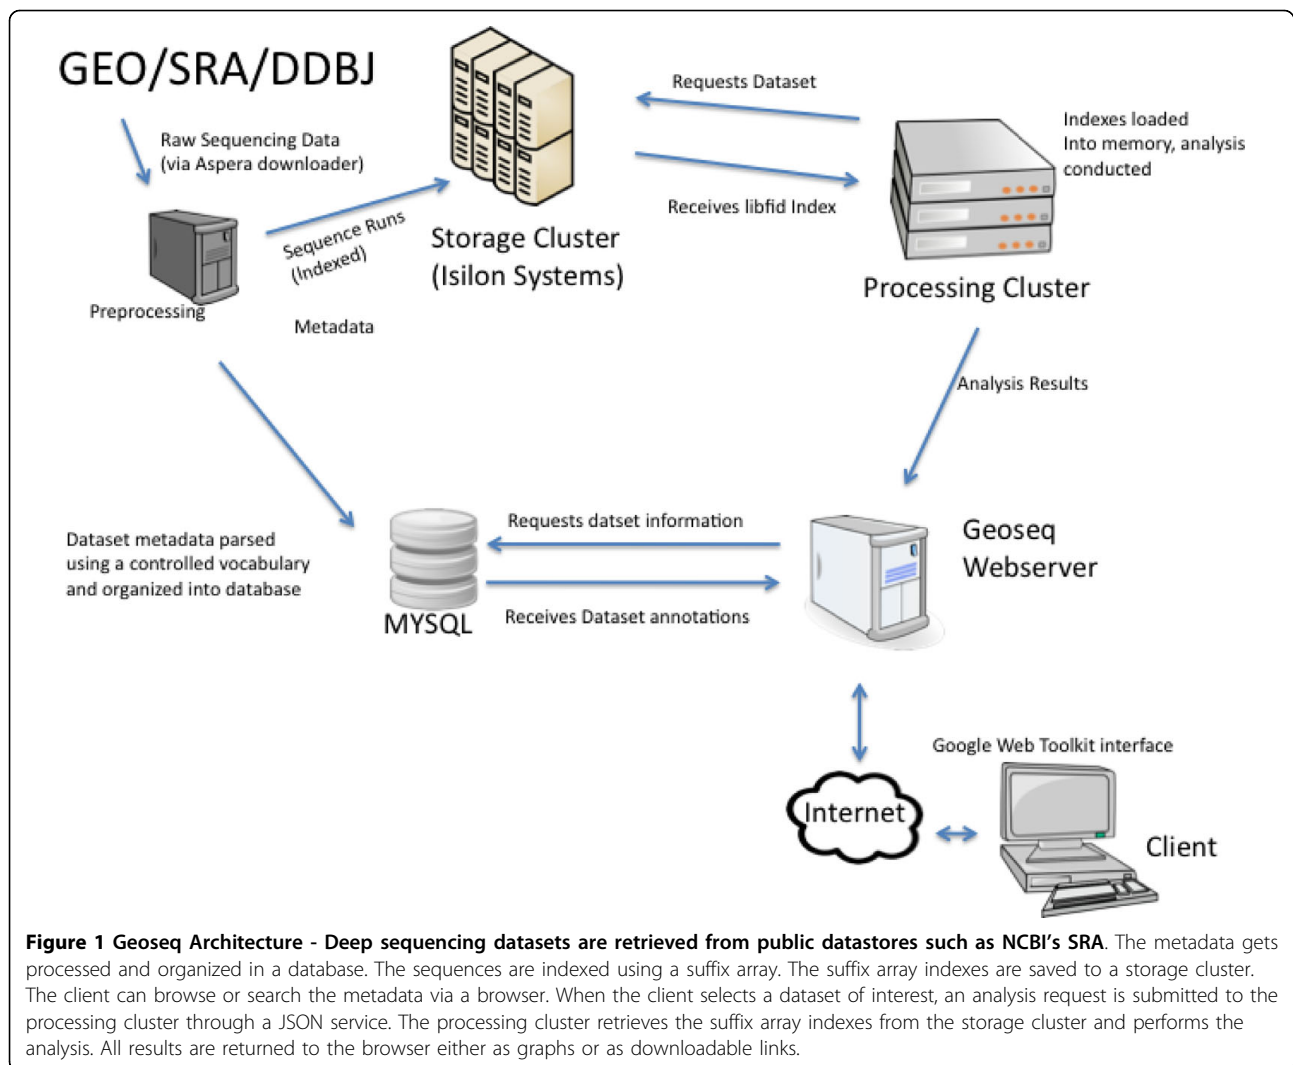 GEO/SRA/DDBJ
Raw Sequencing Data
(via Aspera downloader)
Preprocessing
Sequence Runs
(Indexed)
Metadata
Storage Cluster
(Isilon Systems)
Requests Dataset
Receives libfid Index
Indexes loaded
Into memory, analysis
conducted
Processing Cluster
Analysis Results
Dataset metadata parsed
using a controlled vocabulary
and organized into database
MYSQL
Requests datset information
Receives Dataset annotations
Geoseq
Webserver
Google Web Toolkit interface
Internet
Client
Figure 1 Geoseq Architecture - Deep sequencing datasets are retrieved from public datastores such as NCBI's SRA. The metadata gets
processed and organized in a database. The sequences are indexed using a suffix array. The suffix array indexes are saved to a storage cluster.
The client can browse or search the metadata via a browser. When the client selects a dataset of interest, an analysis request is submitted to the
processing cluster through a JSON service. The processing cluster retrieves the suffix array indexes from the storage cluster and performs the
analysis. All results are returned to the browser either as graphs or as downloadable links.